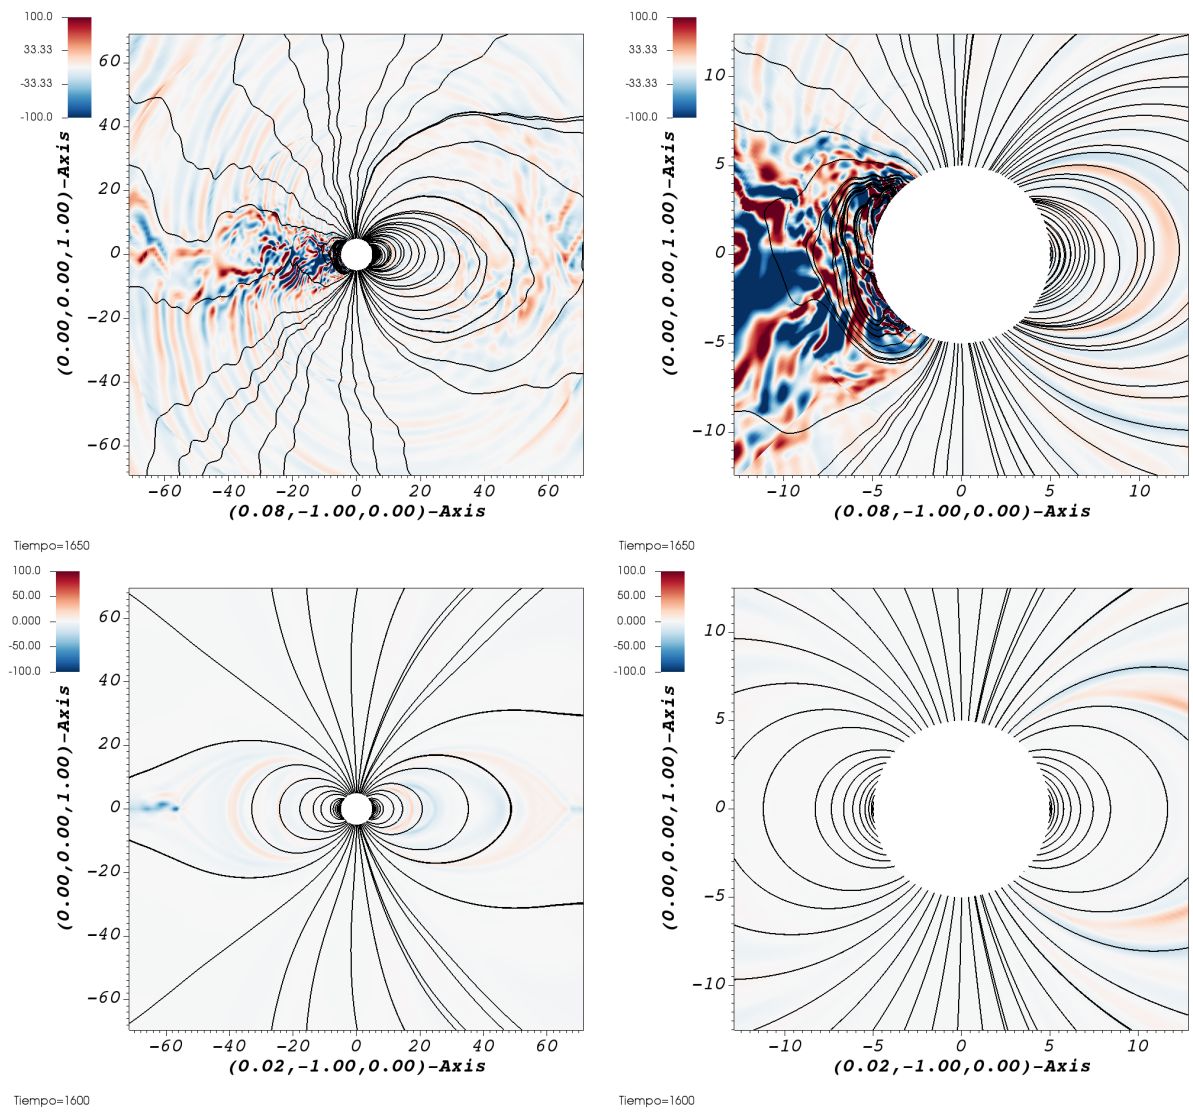 100.0
33.33
-33.33
-100.0
60
40
20
0
-20
-40
-60
(0.00,0.00,1.00)-Axis
-60 -40 -20 0 20 40 60
(0.08,-1.00,0.00)-Axis
Tiempo=1650
100.0
33.33
-33.33
-100.0
10
5
0
-5
-10
(0.00,0.00,1.00)-Axis
-10 -5 0 5 10
(0.08,-1.00,0.00)-Axis
Tiempo=1650
100.0
50.00
0.000
-50.00
-100.0
60
40
20
0
-20
-40
-60
(0.00,0.00,1.00)-Axis
-60 -40 -20 0 20 40 60
(0.02,-1.00,0.00)-Axis
Tiempo=1600
100.0
50.00
0.000
-50.00
-100.0
10
5
0
-5
-10
(0.00,0.00,1.00)-Axis
-10 -5 0 5 10
(0.02,-1.00,0.00)-Axis
Tiempo=1600